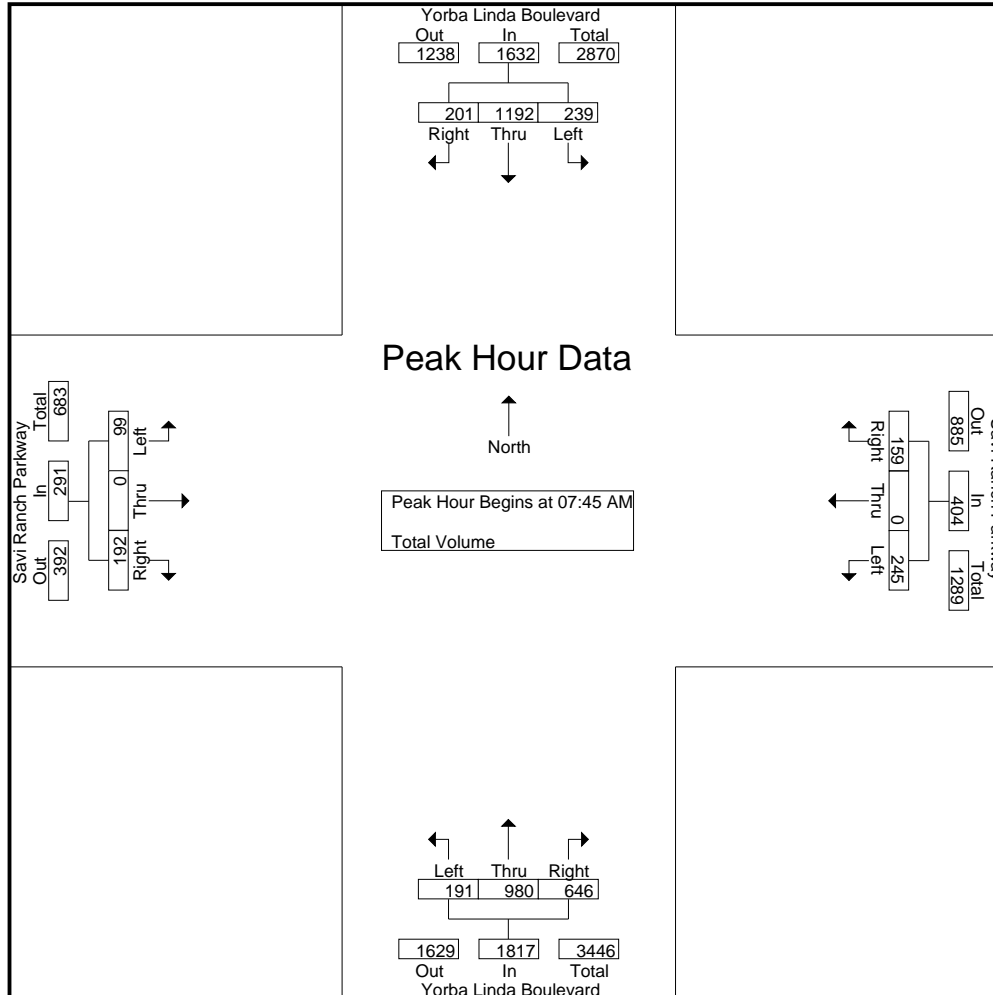 Yorba Linda Boulevard
Out In Total
1238 1632 2870
201 1192 239
Right Thru Left
Peak Hour Data
North
Peak Hour Begins at 07:45 AM
Total Volume
Savi Ranch Parkway
Total In Out
683 291 392
99 0 192
Left Thru Right
Out In Total
885 404 1289
159 0 245
Right Thru Left
Left Thru Right
191 980 646
1629 1817 3446
Out In Total
Yorba Linda Boulevard